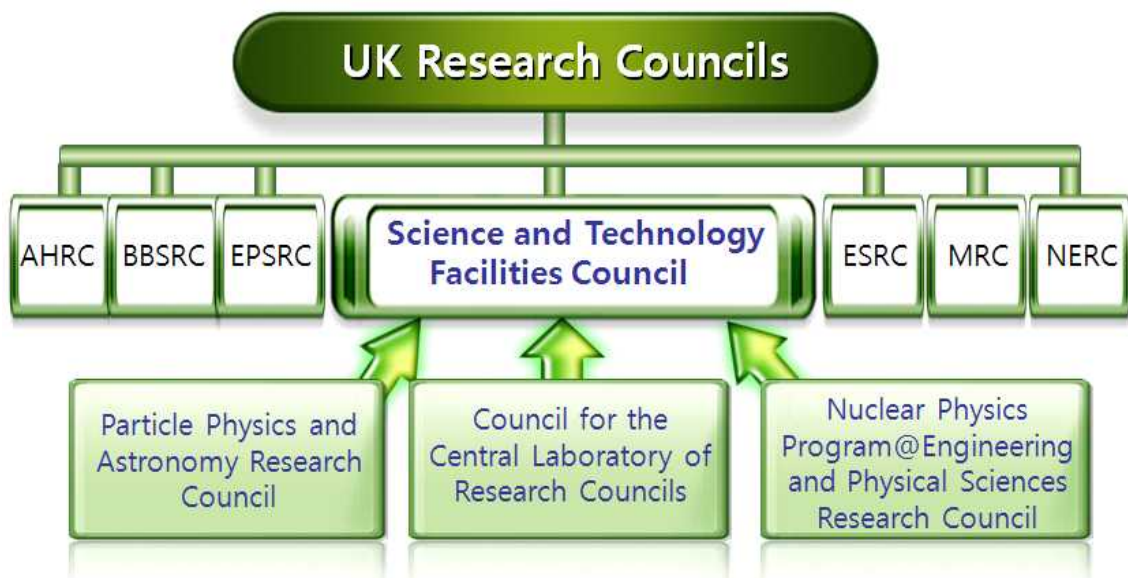 UK Research Councils
AHRC
BBSRC
EPSRC
Science and Technology
Facilities Council
ESRC
MRC
NERC
Particle Physics and
Astronomy Research
Council
Council for the
Central Laboratory of
Research Councils
Nuclear Physics
Program@Engineering
and Physical Sciences
Research Council